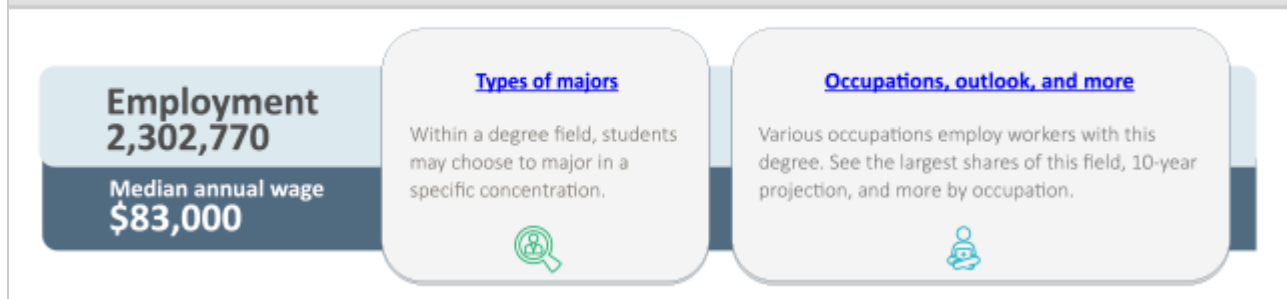 Employment
2,302,770
Median annual wage
$83,000
Types of majors
Within a degree field, students
may choose to major in a
specific concentration.
Occupations, outlook, and more
Various occupations employ workers with this
degree. See the largest shares of this field, 10-year
projection, and more by occupation.